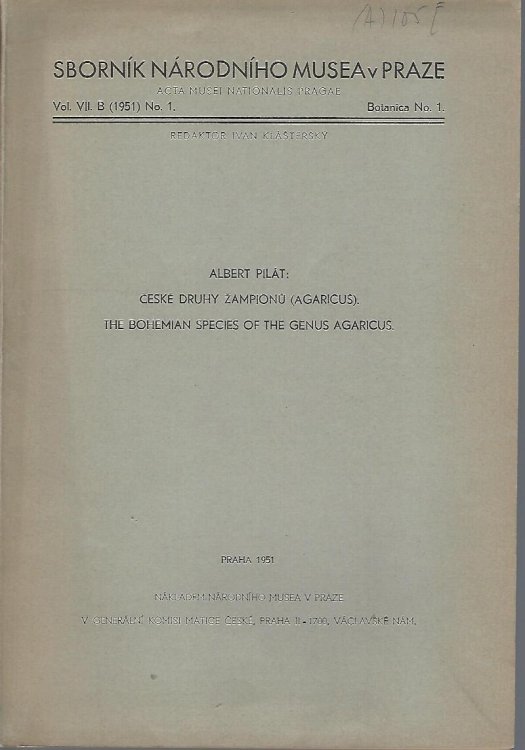 SBORNÍK NÁRODNÍHO MUSEA v PRAZE
ACTA MUSEI NATIONALIS PRAGAE
Vol. VII. B (1951) No. 1. Botanica No. 1.
REDAKTOR IVAN KLÁŠTERSKÝ
ALBERT PILÁT:
ČESKÉ DRUHY ŽAMPIONŮ (AGARICUS).
THE BOHEMIAN SPECIES OF THE GENUS AGARICUS.
PRAHA 1951
NÁKLADEM NÁRODNÍHO MUSEA V PRAZE
V GENERÁLNÍ KOMISI MATICE ČESKÉ, PRAHA II - 1700, VÁCLAVSKÉ NÁM.